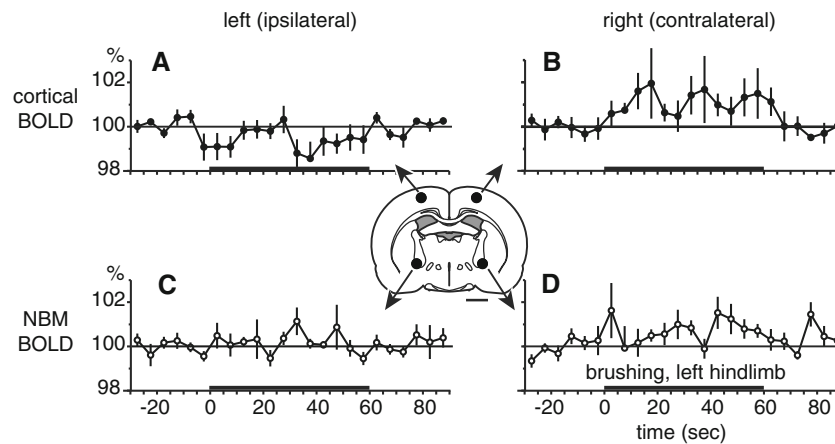 left (ipsilateral)
right (contralateral)
cortical
BOLD
%
A
102
100
98
B
NBM
BOLD
%
C
102
100
98
-20
0
20
40
60
80
D
brushing, left hindlimb
-20
0
20
40
60
80
time (sec)